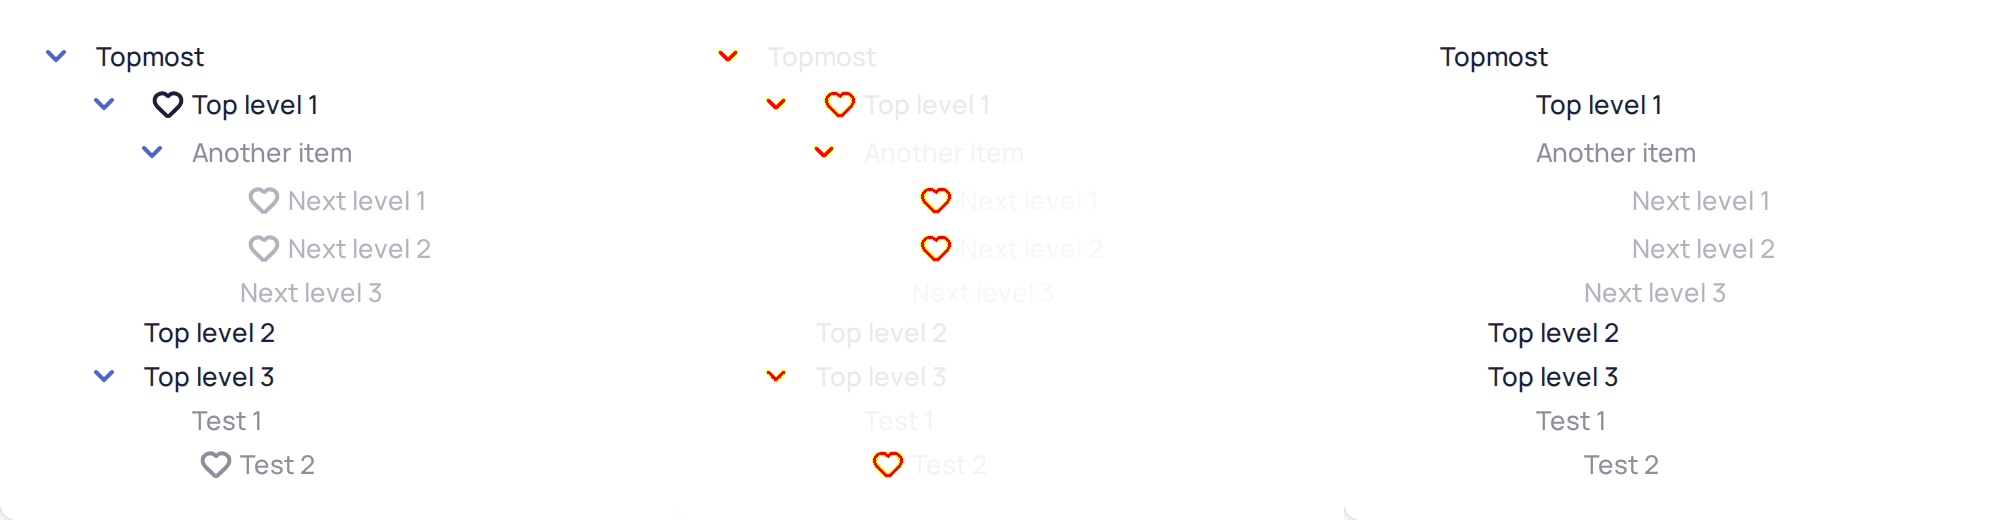 Topmost
Top level 1
Another item
Next level 1
Next level 2
Next level 3
Top level 2
Top level 3
Test 1
Test 2
Topmost
Top level 1
Another item
Next level 1
Next level 2
Next level 3
Top level 2
Top level 3
Test 1
Test 2
Topmost
Top level 1
Another item
Next level 1
Next level 2
Next level 3
Top level 2
Top level 3
Test 1
Test 2